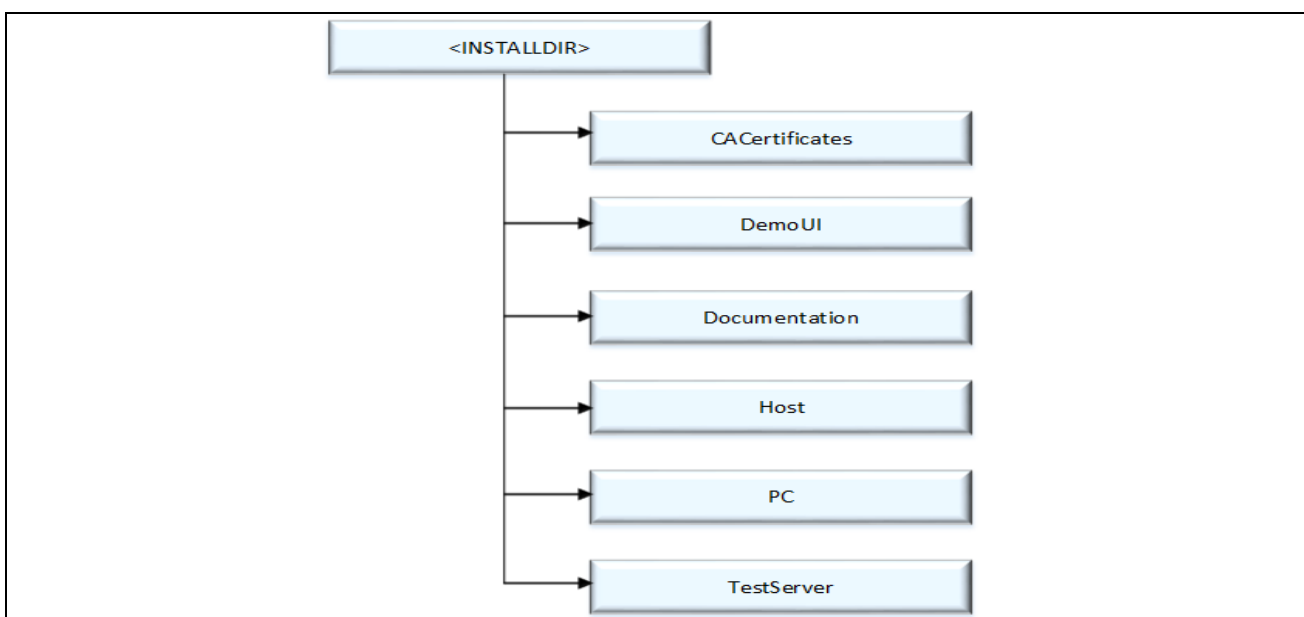 <INSTALLDIR>
CACertificates
DemoUI
Documentation
Host
PC
TestServer